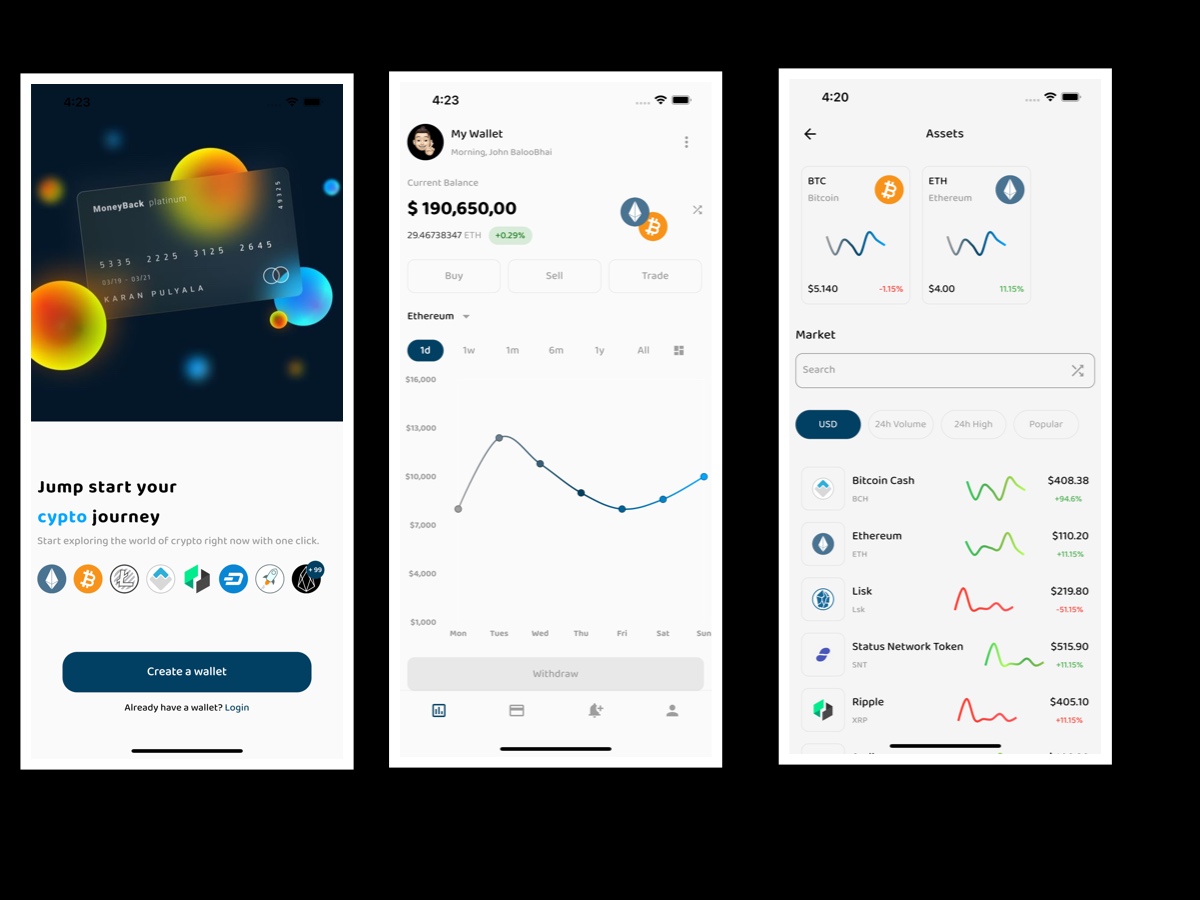 4:23
MoneyBack platinum
49325
5335 2225 3125 2645
03/19 - 03/21
KARAN PULYALA
Jump start your
cypto journey
Start exploring the world of crypto right now with one click.
+ 99
Create a wallet
Already have a wallet? Login
4:23
My Wallet
Morning, John BalooBhai
Current Balance
$ 190,650,00
29.46738347 ETH +0.29%
Buy Sell Trade
Ethereum
1d 1w 1m 6m 1y All
$16,000
$13,000
$10,000
$7,000
$4,000
$1,000
Mon Tues Wed Thu Fri Sat Sun
Withdraw
4:20
Assets
BTC
Bitcoin
$5.140 -1.15%
ETH
Ethereum
$4.00 11.15%
Market
Search
USD 24h Volume 24h High Popular
Bitcoin Cash $408.38
BCH +94.6%
Ethereum $110.20
ETH +11.15%
Lisk $219.80
Lsk -51.15%
Status Network Token $515.90
SNT +11.15%
Ripple $405.10
XRP +11.15%